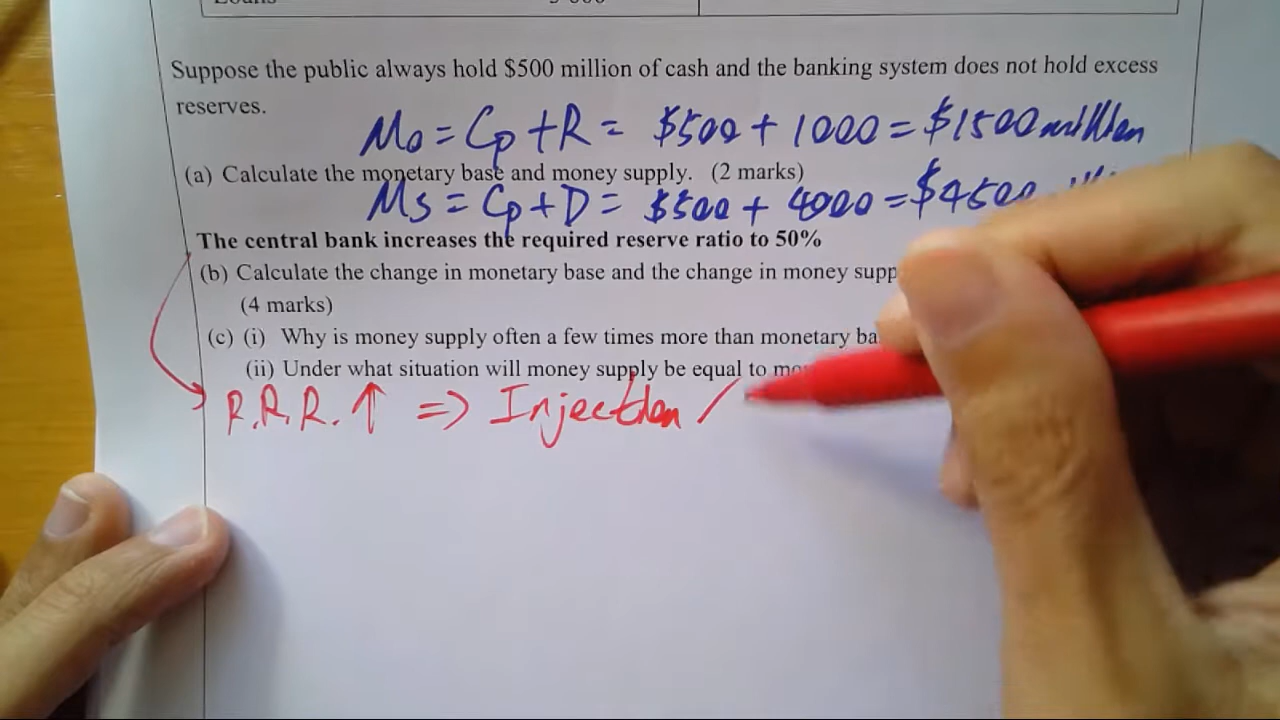 Suppose the public always hold $500 million of cash and the banking system does not hold excess
reserves.
M₀ = Cp + R = $500 + 1000 = $1500 million
(a) Calculate the monetary base and money supply. (2 marks)
Ms = Cp + D = $500 + 4000 = $4500
The central bank increases the required reserve ratio to 50%
(b) Calculate the change in monetary base and the change in money
(4 marks)
(c) (i) Why is money supply often a few times more than monetary
(ii) Under what situation will money supply be equal to
R.R.R. ↑ => Injection /